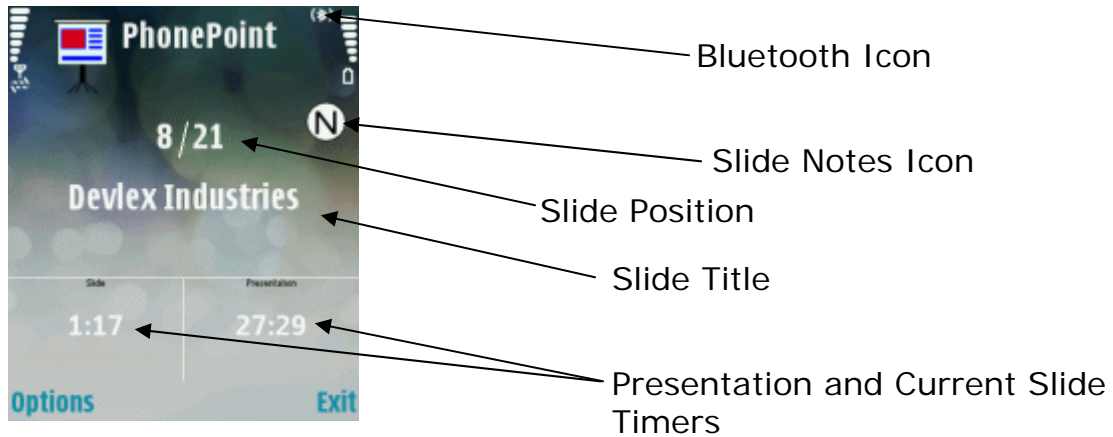 PhonePoint
Bluetooth Icon
N
8/21
Slide Notes Icon
Devlex Industries
Slide Position
Slide Title
Slide
Presentation
1:17
27:29
Options
Exit
Presentation and Current Slide
Timers